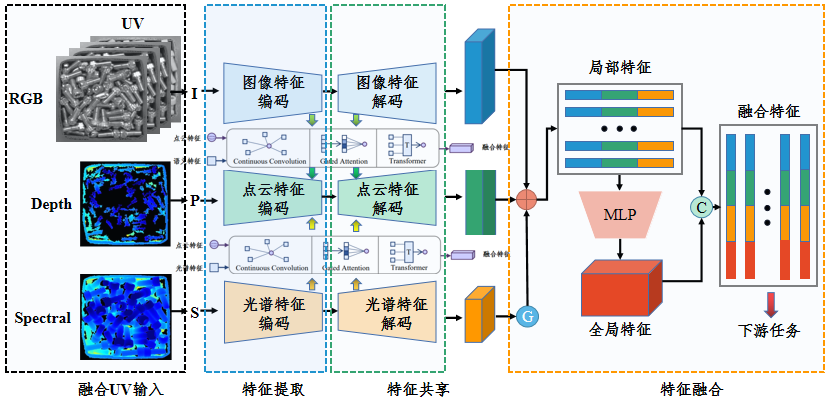 UV
RGB
I
图像特征
编码
图像特征
解码
点云特征
语义特征
Continuous Convolution
Gated Attention
Transformer
融合特征
Depth
P
点云特征
编码
点云特征
解码
点云特征
光谱特征
Continuous Convolution
Gated Attention
Transformer
融合特征
Spectral
S
光谱特征
编码
光谱特征
解码
G
局部特征
MLP
全局特征
C
融合特征
下游任务
融合UV输入
特征提取
特征共享
特征融合
T
T